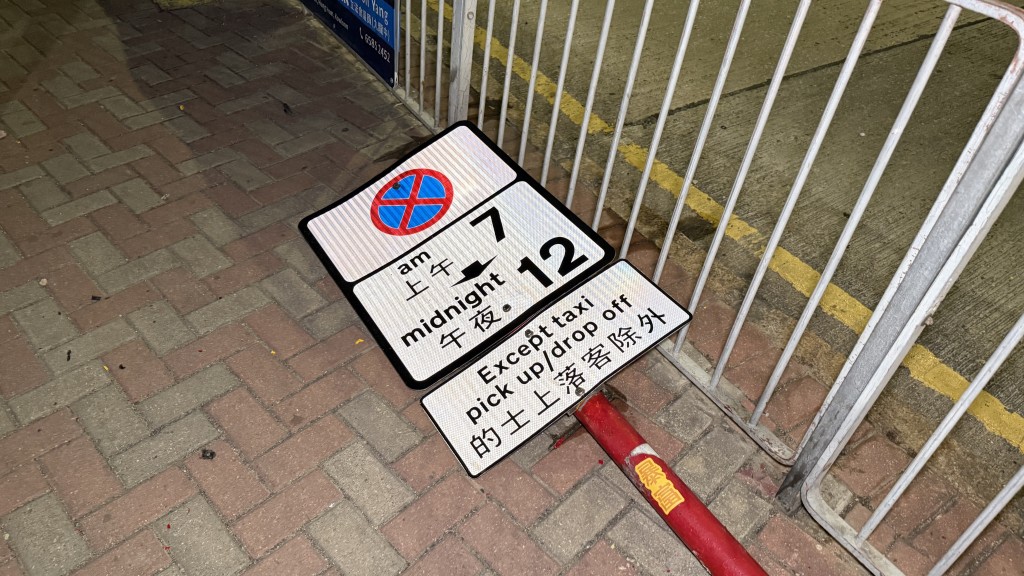 7
am
上午
12
midnight
午夜
Except taxi
pick up/drop off
的士上落客除外